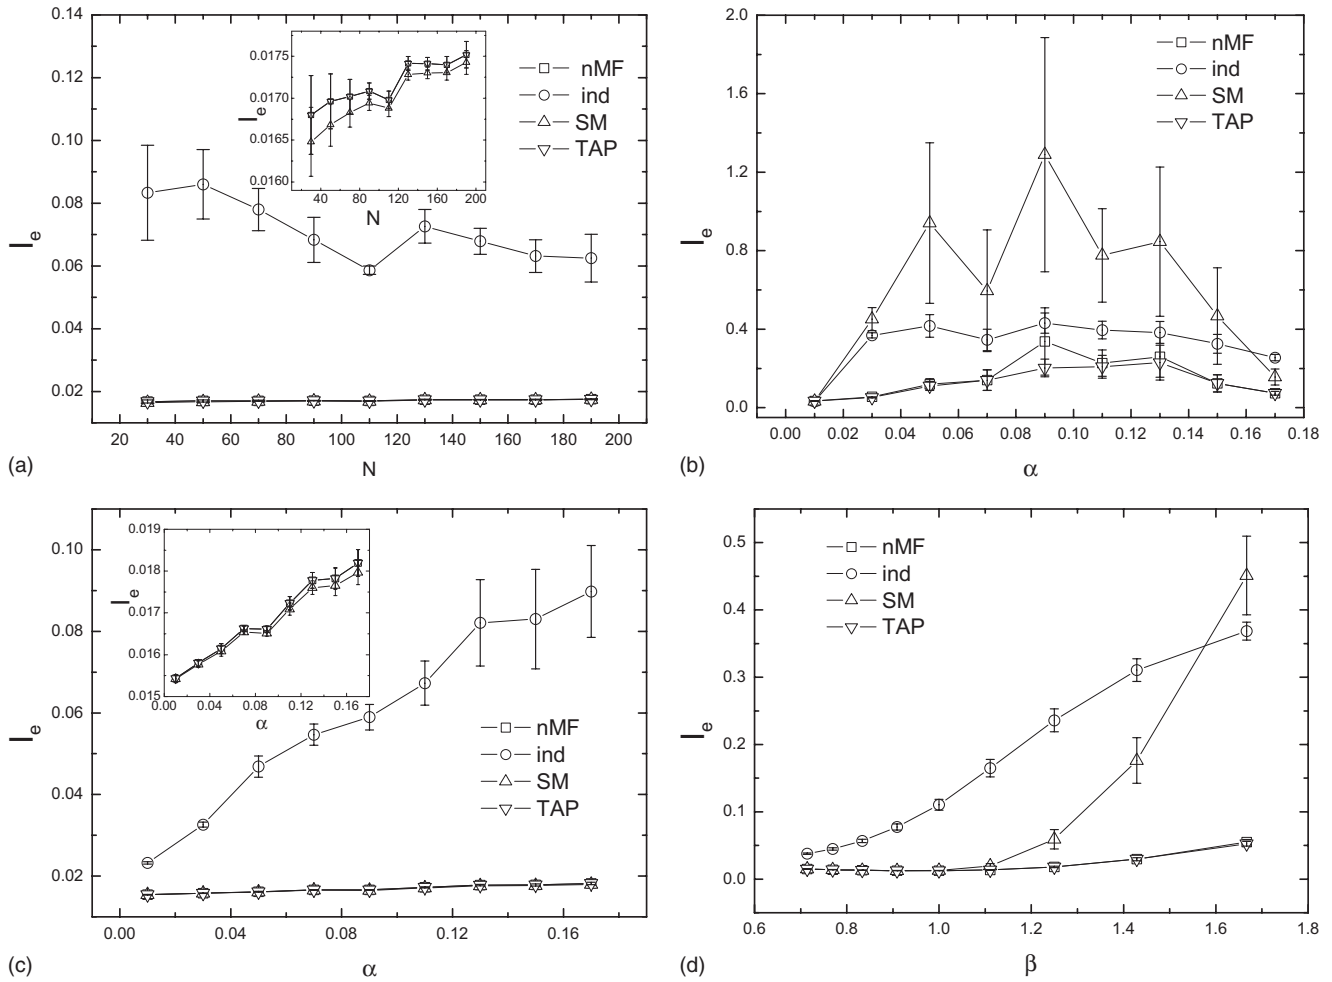 0.14
0.12
0.10
0.08
0.06
0.04
0.02
I_e
20 40 60 80 100 120 140 160 180 200
N
(a)
nMF
ind
SM
TAP
0.0175
0.0170
0.0165
0.0160
I_e
40 80 120 160 200
N
2.0
1.6
1.2
0.8
0.4
0.0
I_e
0.00 0.02 0.04 0.06 0.08 0.10 0.12 0.14 0.16 0.18
α
(b)
nMF
ind
SM
TAP
0.10
0.08
0.06
0.04
0.02
I_e
0.00 0.04 0.08 0.12 0.16
α
(c)
0.019
0.018
0.017
0.016
0.015
I_e
0.00 0.04 0.08 0.12 0.16
α
nMF
ind
SM
TAP
0.5
0.4
0.3
0.2
0.1
0.0
I_e
0.6 0.8 1.0 1.2 1.4 1.6 1.8
β
(d)
nMF
ind
SM
TAP